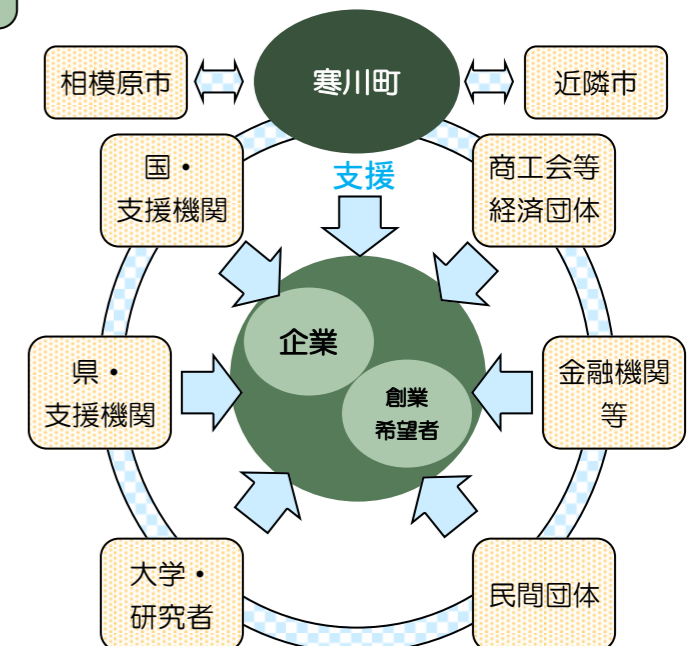 相模原市
寒川町
近隣市
国・
支援機関
支援
商工会等
経済団体
企業
創業
希望者
県・
支援機関
金融機関
等
大学・
研究者
民間団体